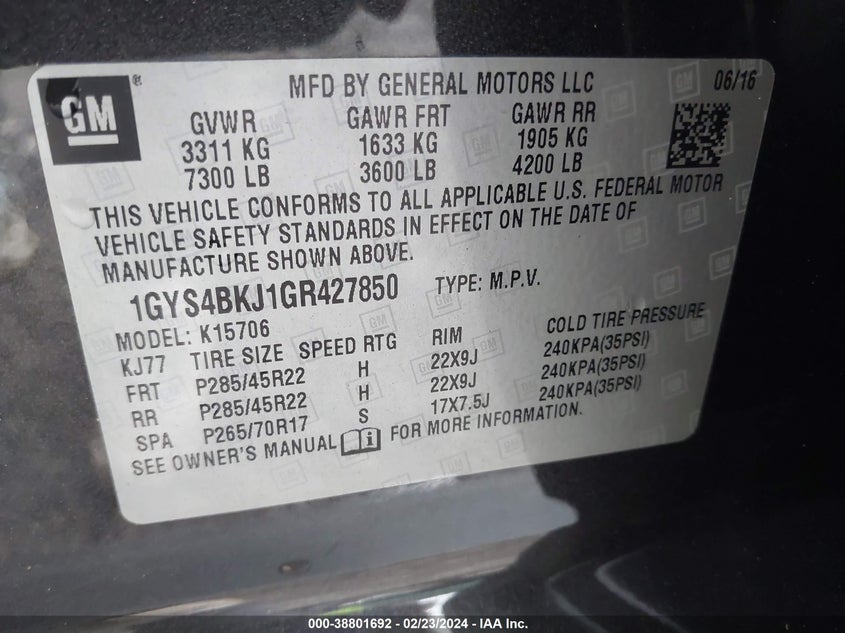 GM ® MFD BY GENERAL MOTORS LLC 06/16
GVWR GAWR FRT GAWR RR
3311 KG 1633 KG 1905 KG
7300 LB 3600 LB 4200 LB
THIS VEHICLE CONFORMS TO ALL APPLICABLE U.S. FEDERAL MOTOR
VEHICLE SAFETY STANDARDS IN EFFECT ON THE DATE OF
MANUFACTURE SHOWN ABOVE.
1GYS4BKJ1GR427850 TYPE: M.P.V.
MODEL: K15706
KJ77 TIRE SIZE SPEED RTG RIM COLD TIRE PRESSURE
FRT P285/45R22 H 22X9J 240KPA(35PSI)
RR P285/45R22 H 22X9J 240KPA(35PSI)
SPA P265/70R17 S 17X7.5J 240KPA(35PSI)
SEE OWNER'S MANUAL FOR MORE INFORMATION.
000-38801692 - 02/23/2024 - IAA Inc.